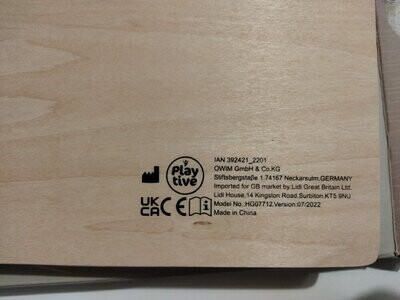 Play
tive
IAN 392421_2201
OWIM GmbH & Co.KG
Stiftsbergstaße 1.74167 Neckarsulm,GERMANY
Imported for GB market by:Lidl Great Britain Ltd.
Lidl House,14 Kingston Road,Surbiton,KT5 9NU
Model No.:HG07712.Version:07/2022
Made in China
UK
CA CE